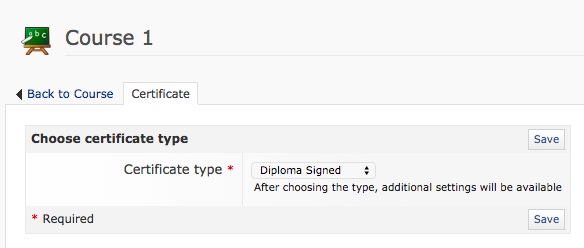 abc
Course 1
Back to Course
Certificate
Choose certificate type
Save
Certificate type *
Diploma Signed
After choosing the type, additional settings will be available
* Required
Save